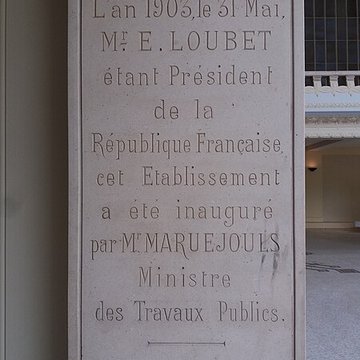 L'an 1903, le 31 Mai,
Mr. E. LOUBET
étant Président
de la
République Française,
cet Etablissement
a été inauguré
par Mr. MARUEJOULS
Ministre
des Travaux Publics.